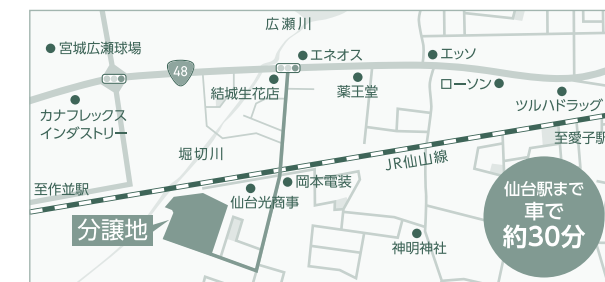 広瀬川
宮城広瀬球場
エネオス
エッソ
48
結城生花店
薬王堂
ローソン
ツルハドラッグ
カナフレックス
インダストリー
至愛子駅
堀切川
JR仙山線
至作並駅
岡本電装
仙台光商事
分譲地
神明神社
仙台駅まで
車で
約30分